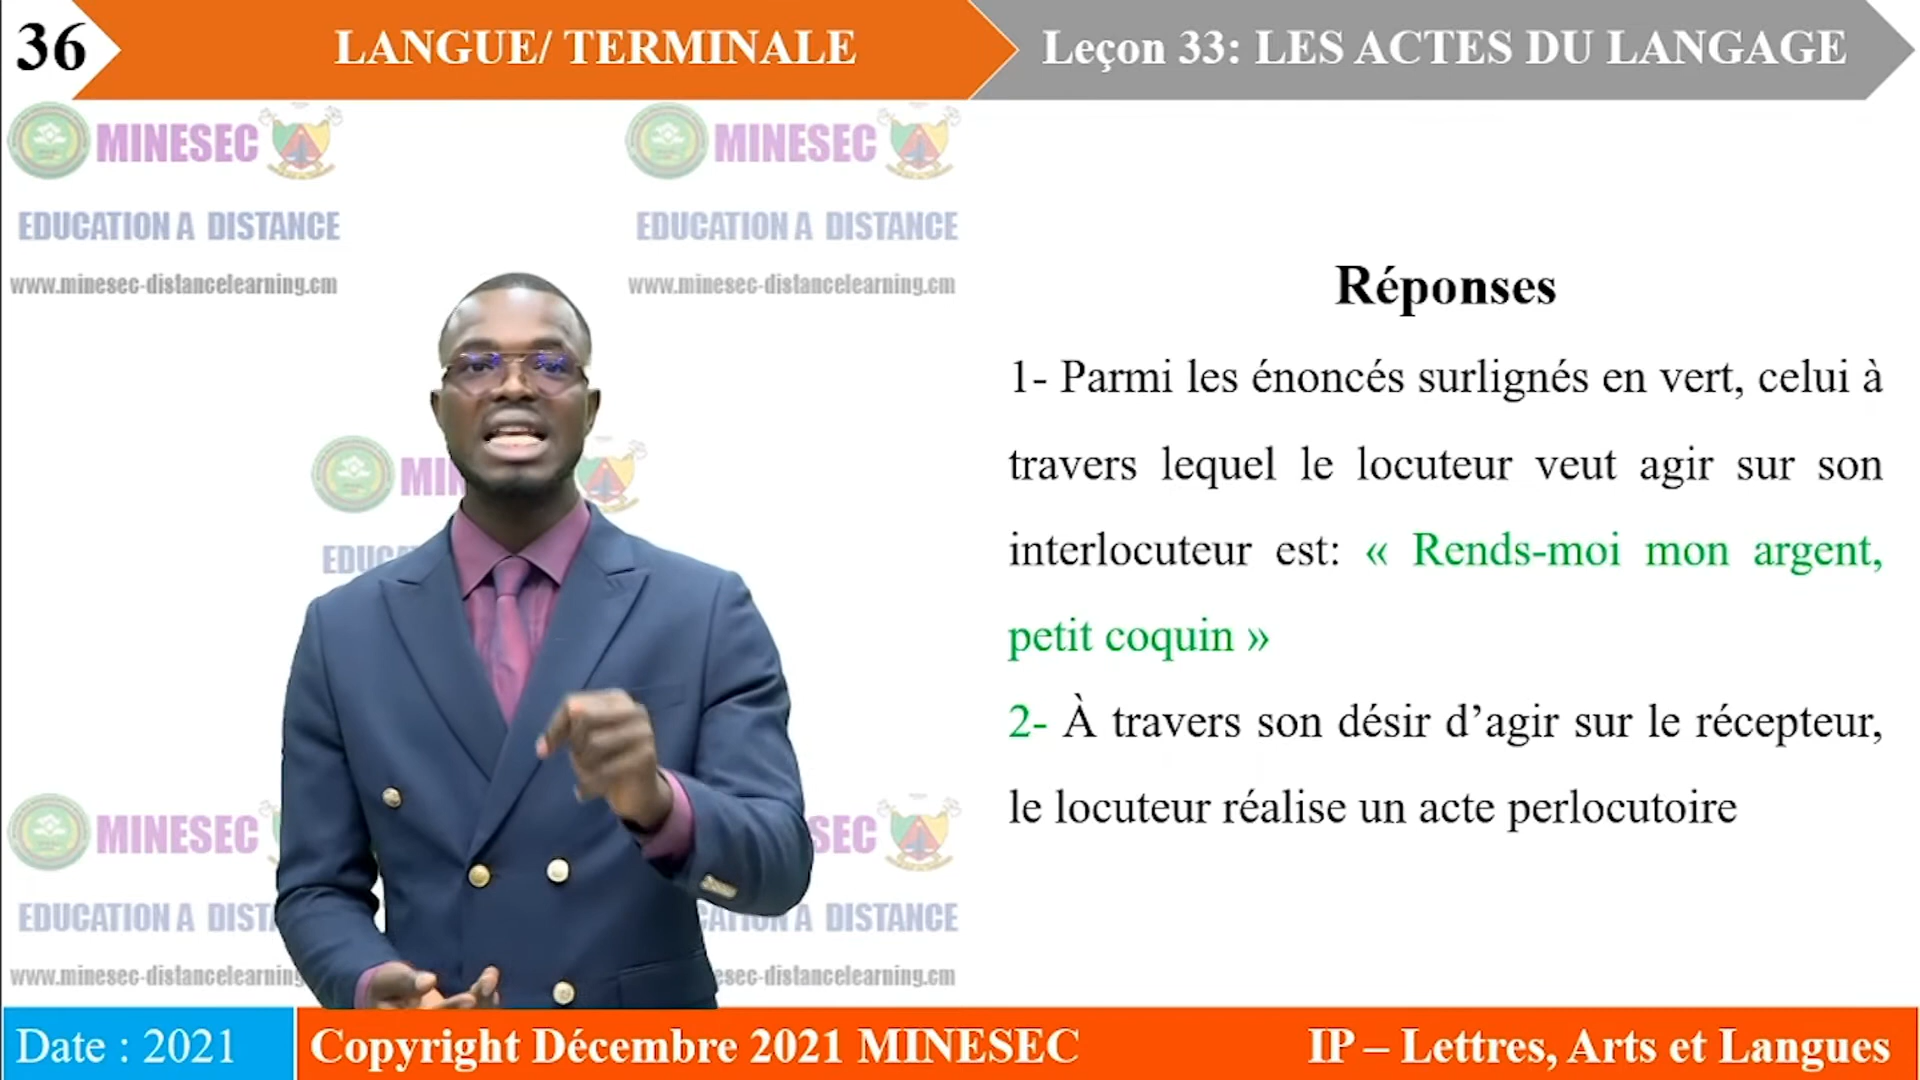 36
LANGUE/ TERMINALE
Leçon 33: LES ACTES DU LANGAGE
MINESEC
MINESEC
EDUCATION A DISTANCE
EDUCATION A DISTANCE
www.minesec-distancelearning.cm
www.minesec-distancelearning.cm
Réponses
1- Parmi les énoncés surlignés en vert, celui à
travers lequel le locuteur veut agir sur son
interlocuteur est: « Rends-moi mon argent,
petit coquin »
2- À travers son désir d’agir sur le récepteur,
le locuteur réalise un acte perlocutoire
MIN
EDUCA
MINESEC
SEC
EDUCATION A DIST
CATION A DISTANCE
www.minesec-distancelearning
esec-distancelearning.cm
Date : 2021
Copyright Décembre 2021 MINESEC
IP – Lettres, Arts et Langues